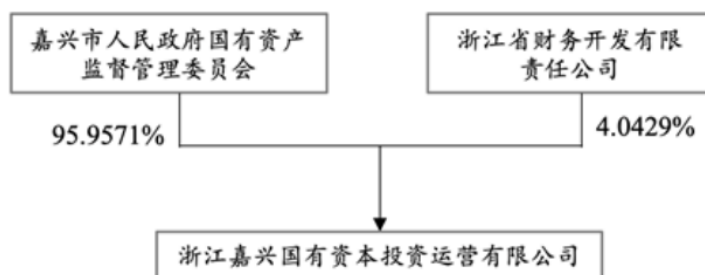 嘉兴市人民政府国有资产
监督管理委员会
浙江省财务开发有限
责任公司
95.9571%
4.0429%
浙江嘉兴国有资本投资运营有限公司